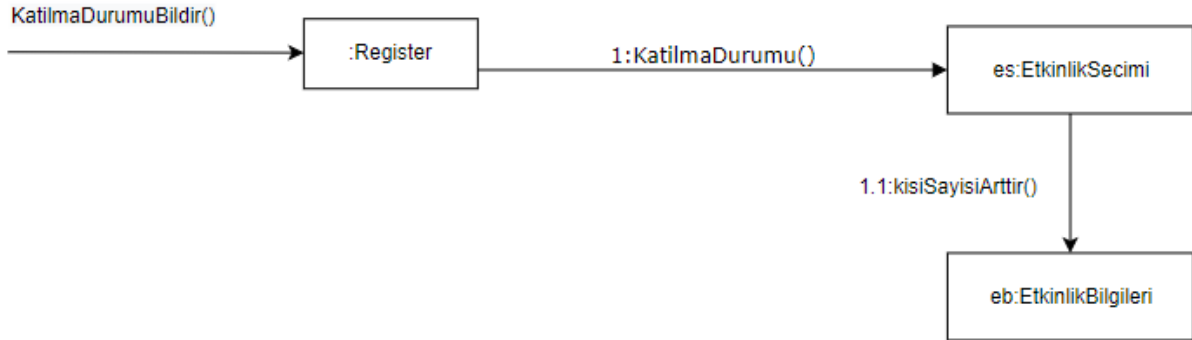 KatilmaDurumuBildir()
:Register
1:KatilmaDurumu()
es:EtkinlikSecimi
1.1:kisiSayisiArttir()
eb:EtkinlikBilgileri